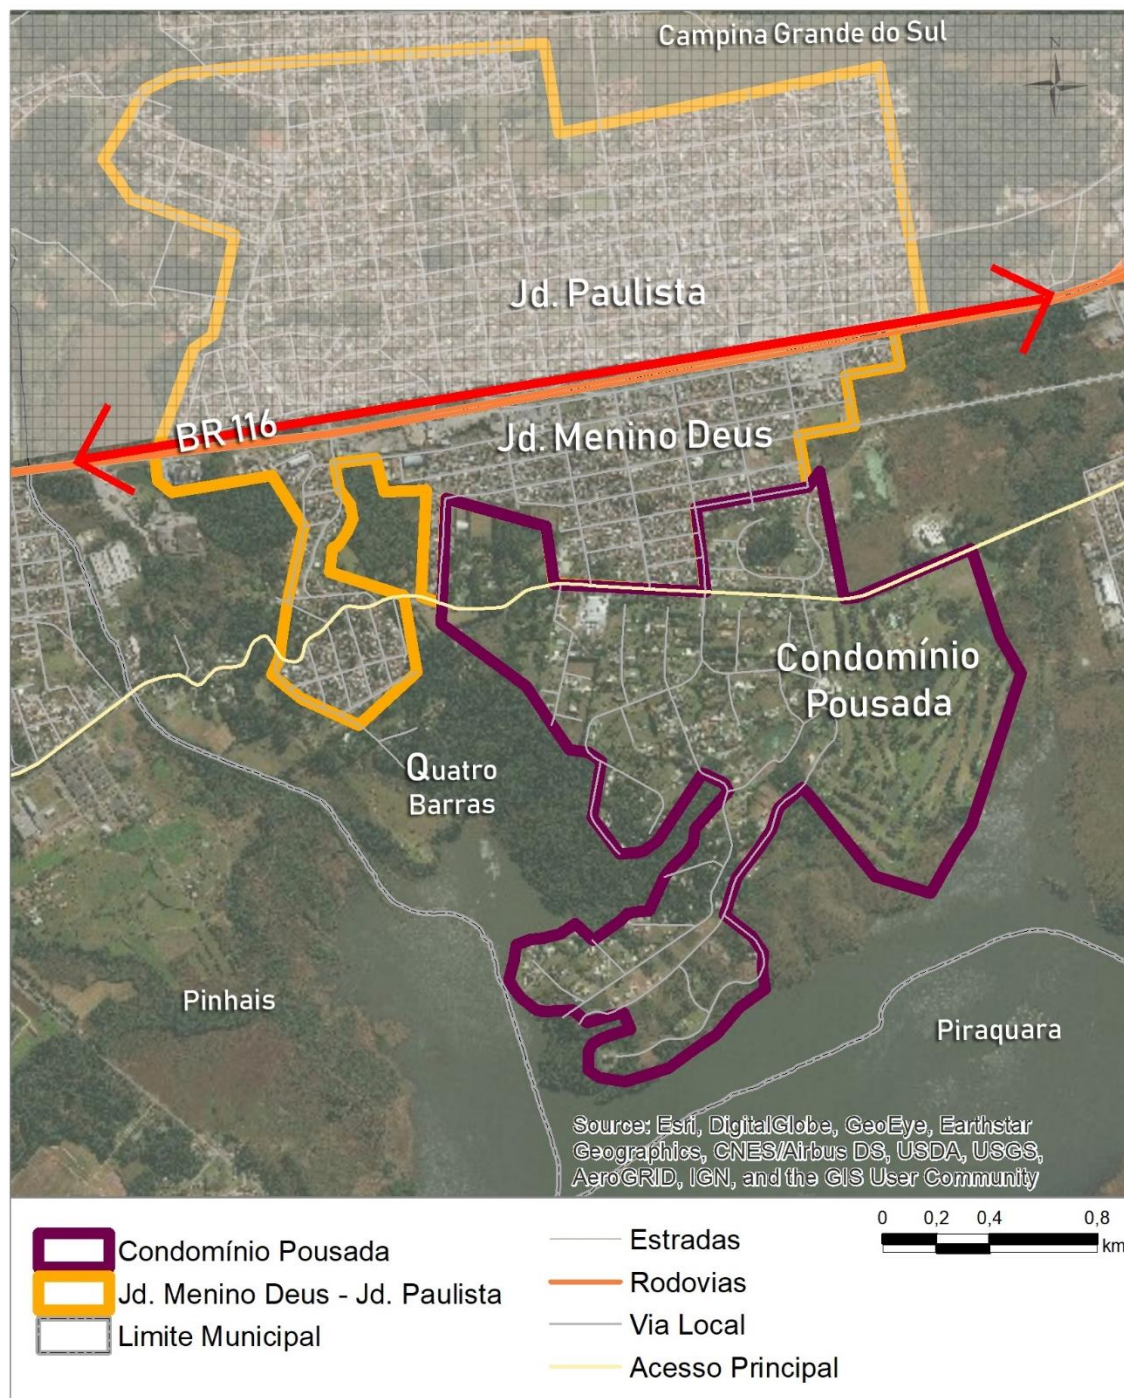 Campina Grande do Sul
N
Jd. Paulista
BR 116
Jd. Menino Deus
Condomínio
Pousada
Quatro
Barras
Pinhais
Piraquara
Source: Esri, DigitalGlobe, GeoEye, Earthstar
Geographics, CNES/Airbus DS, USDA, USGS,
AeroGRID, IGN, and the GIS User Community
Condomínio Pousada
Jd. Menino Deus - Jd. Paulista
Limite Municipal
Estradas
Rodovias
Via Local
Acesso Principal
0 0,2 0,4 0,8
km